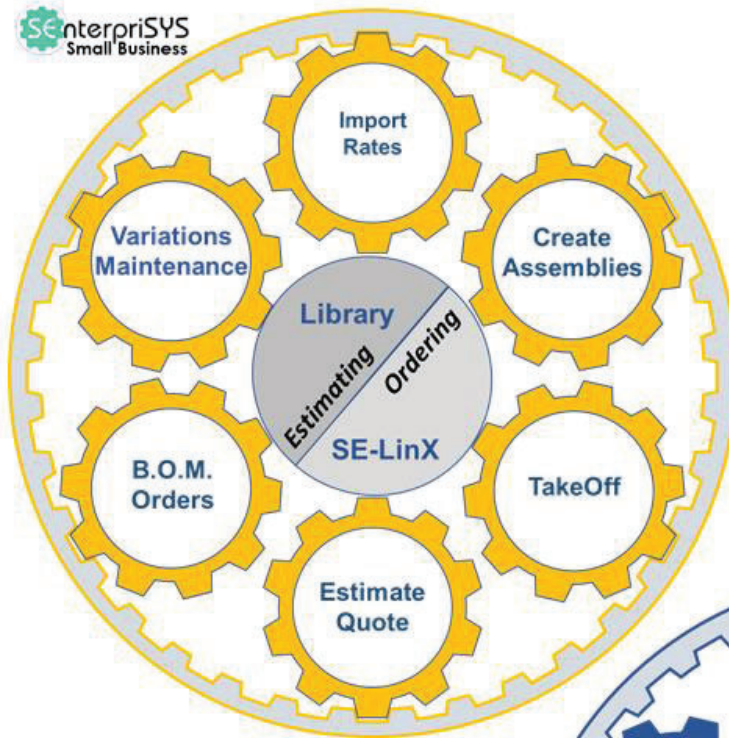 SEnterpriSYS
Small Business
Import
Rates
Variations
Maintenance
Create
Assemblies
Library
Estimating
Ordering
SE-LinX
B.O.M.
Orders
TakeOff
Estimate
Quote